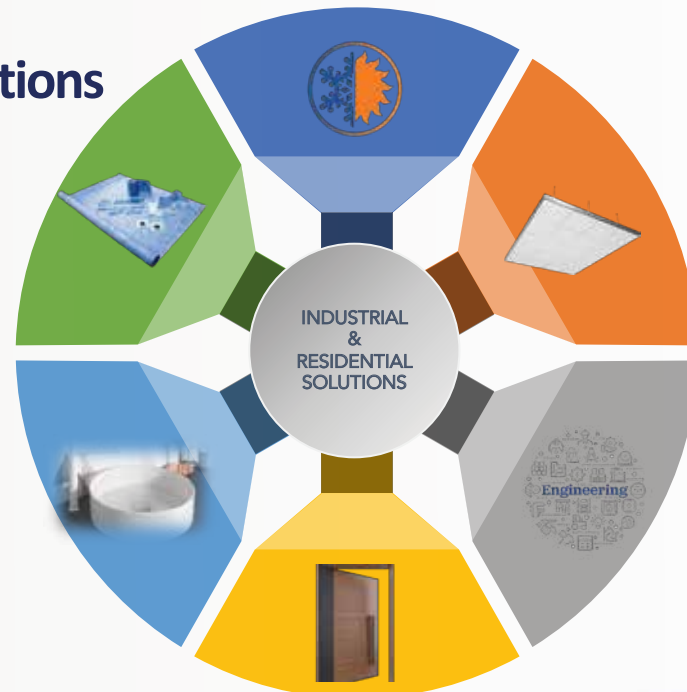 tions
INDUSTRIAL
&
RESIDENTIAL
SOLUTIONS
Engineering